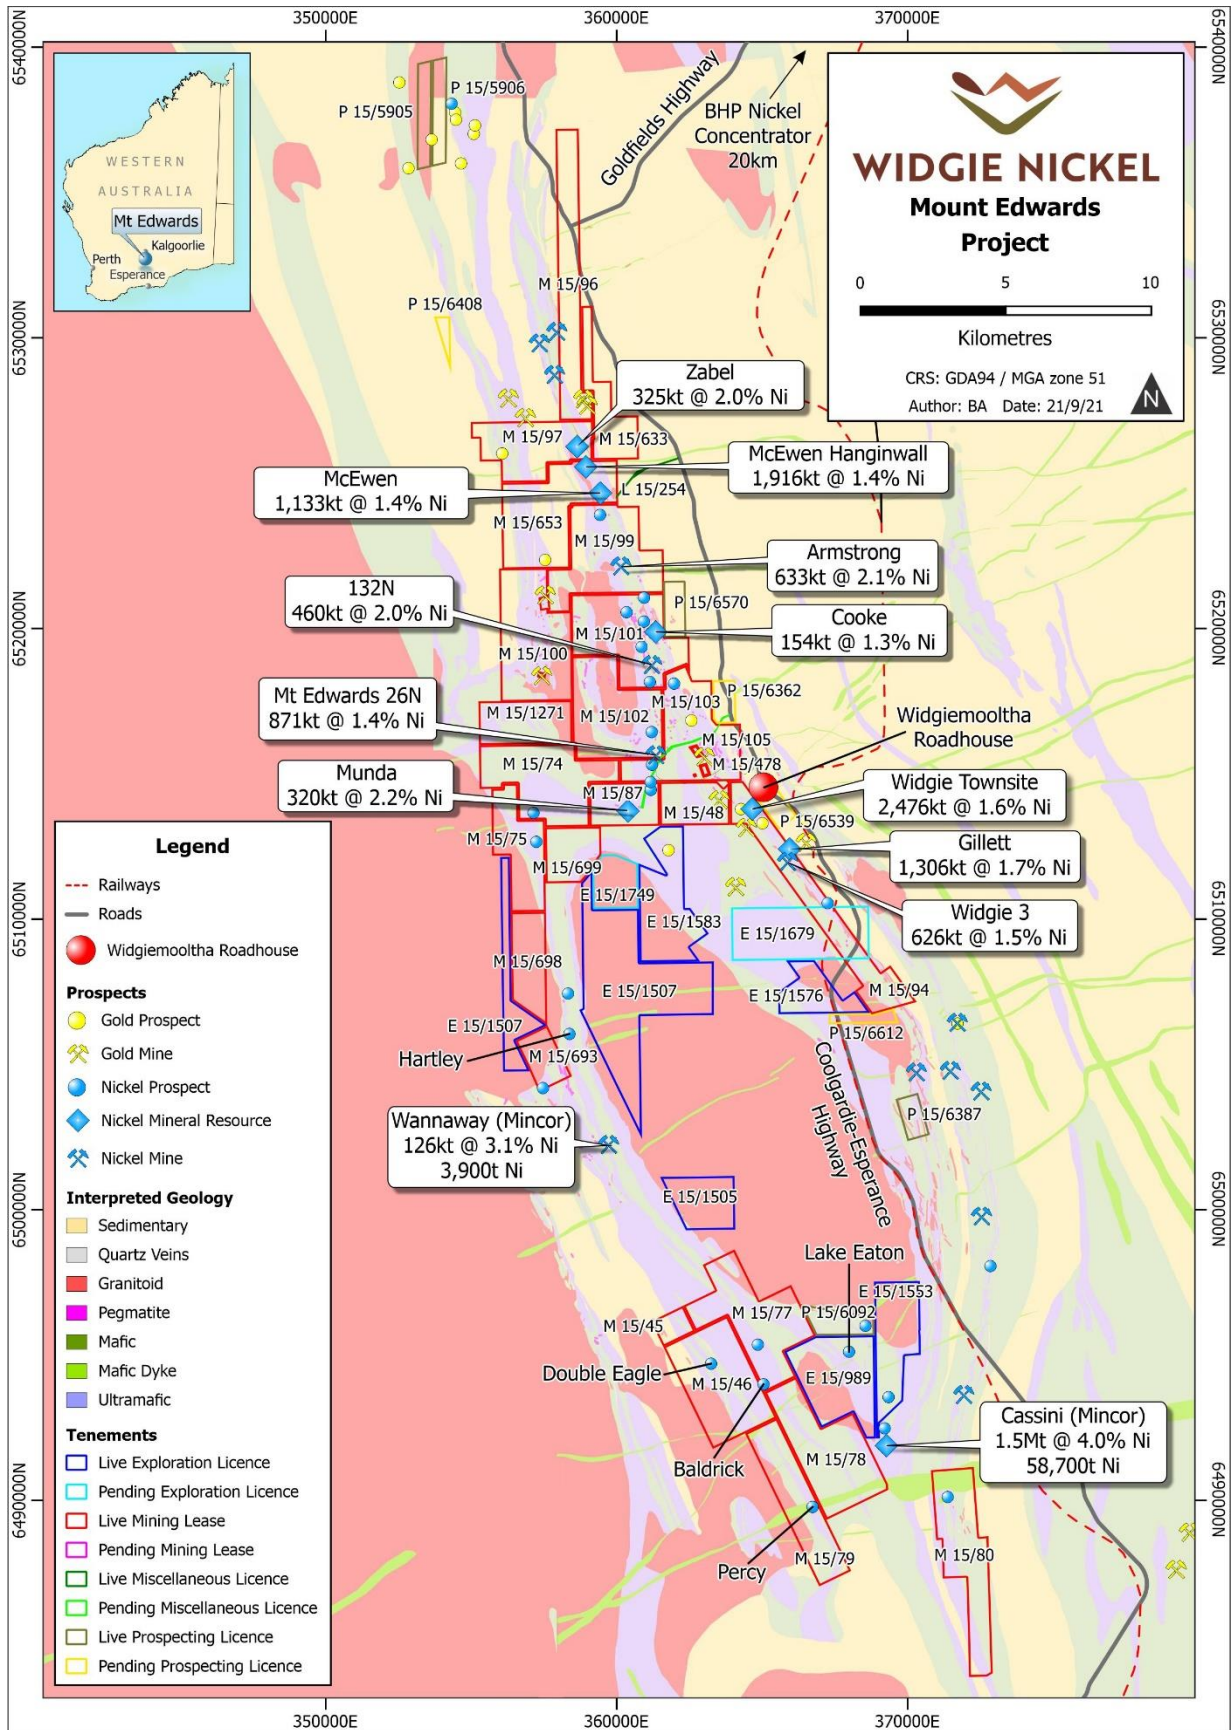 350000E
360000E
370000E
6540000N
6530000N
6520000N
6510000N
6500000N
6490000N
6540000N
6530000N
6520000N
6510000N
6500000N
6490000N
WESTERN
AUSTRALIA
Mt Edwards
Kalgoorlie
Perth
Esperance
P 15/5906
P 15/5905
Goldfields Highway
BHP Nickel
Concentrator
20km
WIDGIE NICKEL
Mount Edwards
Project
0
5
10
Kilometres
CRS: GDA94 / MGA zone 51
Author: BA Date: 21/9/21
N
M 15/96
P 15/6408
Zabel
325kt @ 2.0% Ni
M 15/97
M 15/633
McEwen Hanginwall
1,916kt @ 1.4% Ni
McEwen
1,133kt @ 1.4% Ni
L 15/254
M 15/653
M 15/99
Armstrong
633kt @ 2.1% Ni
132N
460kt @ 2.0% Ni
P 15/6570
Cooke
154kt @ 1.3% Ni
M 15/101
M 15/100
Mt Edwards 26N
871kt @ 1.4% Ni
P 15/6362
M 15/103
M 15/1271
M 15/102
M 15/105
Widgiemooltha
Roadhouse
M 15/74
M 15/478
Munda
320kt @ 2.2% Ni
M 15/87
M 15/48
Widgie Townsite
2,476kt @ 1.6% Ni
P 15/6539
M 15/75
M 15/699
Gillett
1,306kt @ 1.7% Ni
E 15/1749
E 15/1583
E 15/1679
Widgie 3
626kt @ 1.5% Ni
M 15/698
E 15/1507
E 15/1576
M 15/94
E 15/1507
P 15/6612
Hartley
M 15/693
Coolgardie-Esperance
Highway
P 15/6387
Wannaway (Mincor)
126kt @ 3.1% Ni
3,900t Ni
E 15/1505
Lake Eaton
E 15/1553
M 15/77
P 15/6092
M 15/45
Double Eagle
M 15/46
E 15/989
Cassini (Mincor)
1.5Mt @ 4.0% Ni
58,700t Ni
Baldrick
M 15/78
Percy
M 15/79
M 15/80
Legend
Railways
Roads
Widgiemooltha Roadhouse
Prospects
Gold Prospect
Gold Mine
Nickel Prospect
Nickel Mineral Resource
Nickel Mine
Interpreted Geology
Sedimentary
Quartz Veins
Granitoid
Pegmatite
Mafic
Mafic Dyke
Ultramafic
Tenements
Live Exploration Licence
Pending Exploration Licence
Live Mining Lease
Pending Mining Lease
Live Miscellaneous Licence
Pending Miscellaneous Licence
Live Prospecting Licence
Pending Prospecting Licence
350000E
360000E
370000E